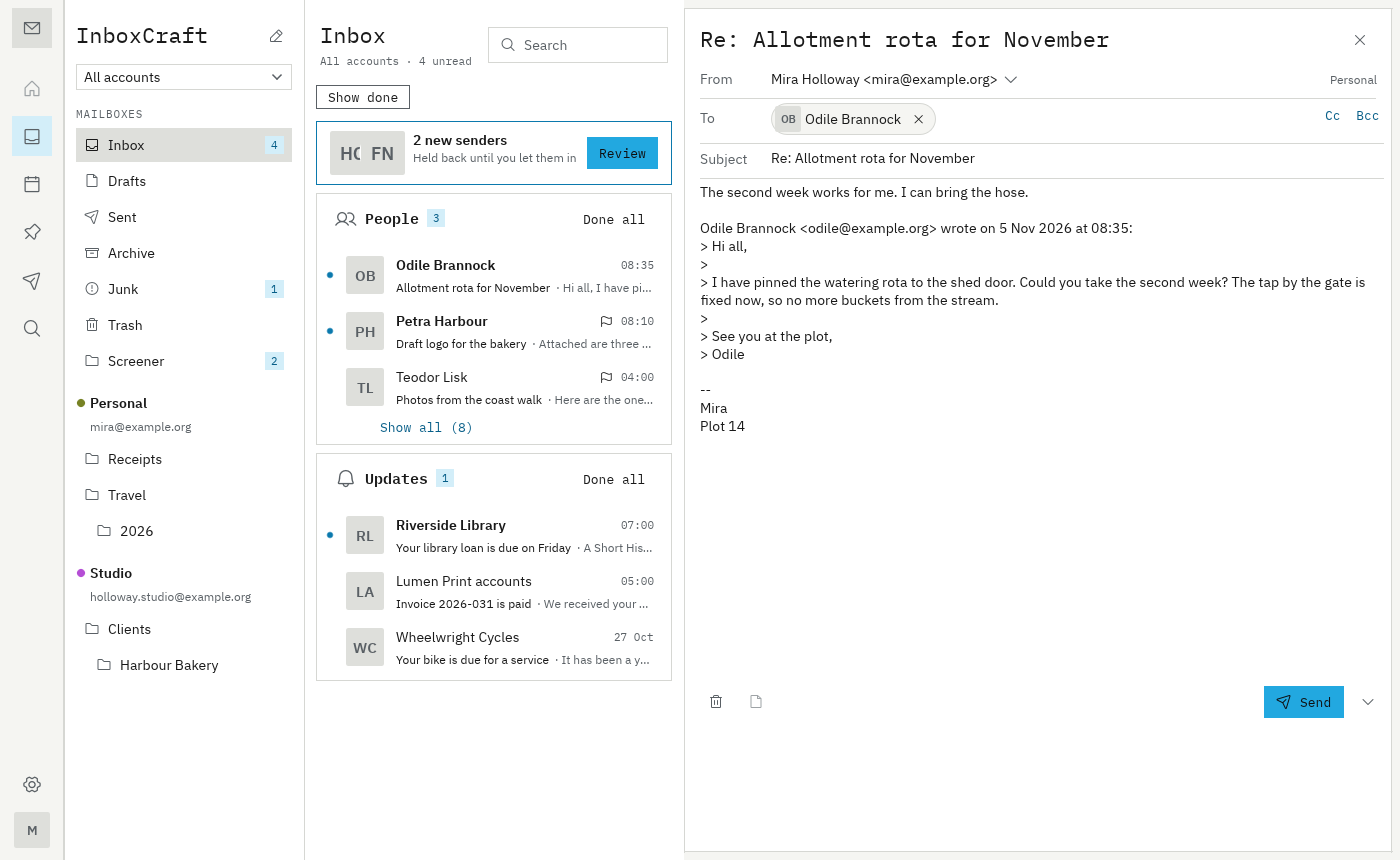 InboxCraft
All accounts
MAILBOXES
Inbox 4
Drafts
Sent
Archive
Junk 1
Trash
Screener 2
Personal
mira@example.org
Receipts
Travel
2026
Studio
holloway.studio@example.org
Clients
Harbour Bakery
M
Inbox
All accounts · 4 unread
Search
Show done
FN
2 new senders
Held back until you let them in
Review
People 3 Done all
OB Odile Brannock 08:35
Allotment rota for November · Hi all, I have pi…
PH Petra Harbour 08:10
Draft logo for the bakery · Attached are three …
TL Teodor Lisk 04:00
Photos from the coast walk · Here are the one…
Show all (8)
Updates 1 Done all
RL Riverside Library 07:00
Your library loan is due on Friday · A Short His…
LA Lumen Print accounts 05:00
Invoice 2026-031 is paid · We received your …
WC Wheelwright Cycles 27 Oct
Your bike is due for a service · It has been a y…
Re: Allotment rota for November
From Mira Holloway <mira@example.org> Personal
To OB Odile Brannock Cc Bcc
Subject Re: Allotment rota for November
The second week works for me. I can bring the hose.
Odile Brannock <odile@example.org> wrote on 5 Nov 2026 at 08:35:
> Hi all,
>
> I have pinned the watering rota to the shed door. Could you take the second week? The tap by the gate is
fixed now, so no more buckets from the stream.
>
> See you at the plot,
> Odile
--
Mira
Plot 14
Send